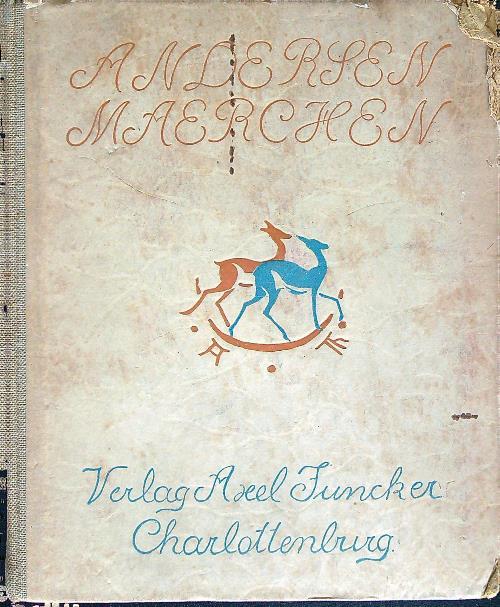 ANDERSEN
MAERCHEN
Verlag Axel Juncker
Charlottenburg.